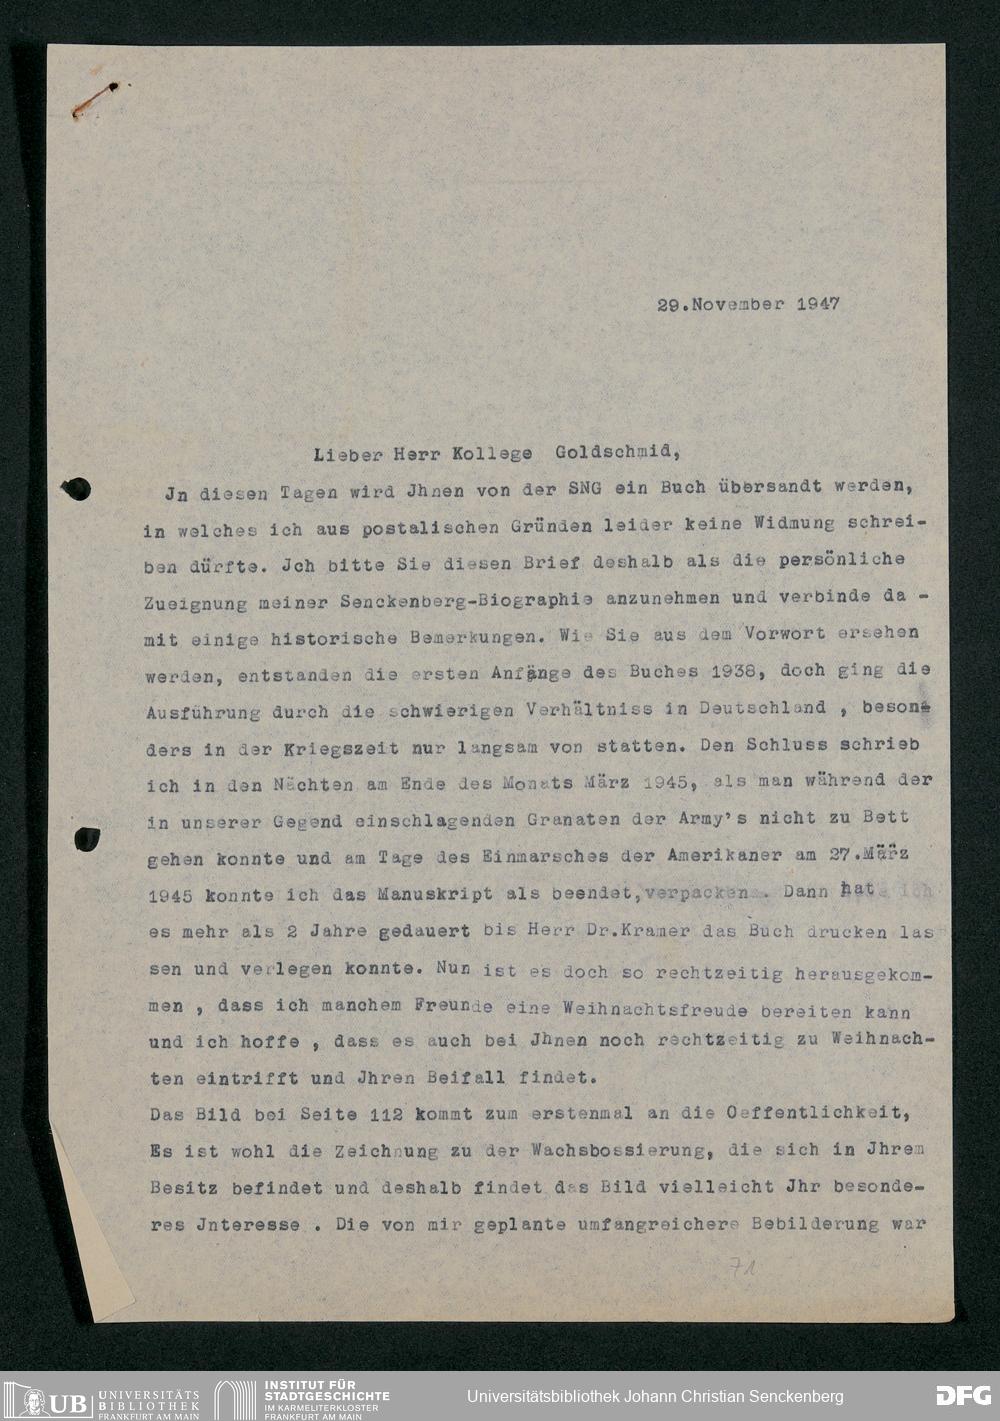 29.November 1947
Lieber Herr Kollege Goldschmid,
Jn diesen Tagen wird Jhnen von der SNG ein Buch übersandt werden,
in welches ich aus postalischen Gründen leider keine Widmung schrei-
ben dürfte. Jch bitte Sie diesen Brief deshalb als die persönliche
Zueignung meiner Senckenberg-Biographie anzunehmen und verbinde da -
mit einige historische Bemerkungen. Wie Sie aus dem Vorwort ersehen
werden, entstanden die ersten Anfänge des Buches 1938, doch ging die
Ausführung durch die schwierigen Verhältniss in Deutschland , beson-
ders in der Kriegszeit nur langsam von statten. Den Schluss schrieb
ich in den Nächten am Ende des Monats März 1945, als man während der
in unserer Gegend einschlagenden Granaten der Army's nicht zu Bett
gehen konnte und am Tage des Einmarsches der Amerikaner am 27.März
1945 konnte ich das Manuskript als beendet,verpacken . Dann hat
es mehr als 2 Jahre gedauert bis Herr Dr.Kramer das Buch drucken las
sen und verlegen konnte. Nun ist es doch so rechtzeitig herausgekom-
men , dass ich manchem Freunde eine Weihnachtsfreude bereiten kann
und ich hoffe , dass es auch bei Jhnen noch rechtzeitig zu Weihnach-
ten eintrifft und Jhren Beifall findet.
Das Bild bei Seite 112 kommt zum erstenmal an die Oeffentlichkeit,
Es ist wohl die Zeichnung zu der Wachsbossierung, die sich in Jhrem
Besitz befindet und deshalb findet das Bild vielleicht Jhr besonde-
res Jnteresse . Die von mir geplante umfangreichere Bebilderung war
71
UB UNIVERSITÄTS
BIBLIOTHEK
FRANKFURT AM MAIN
INSTITUT FÜR
STADTGESCHICHTE
IM KARMELITERKLOSTER
FRANKFURT AM MAIN
Universitätsbibliothek Johann Christian Senckenberg
DFG